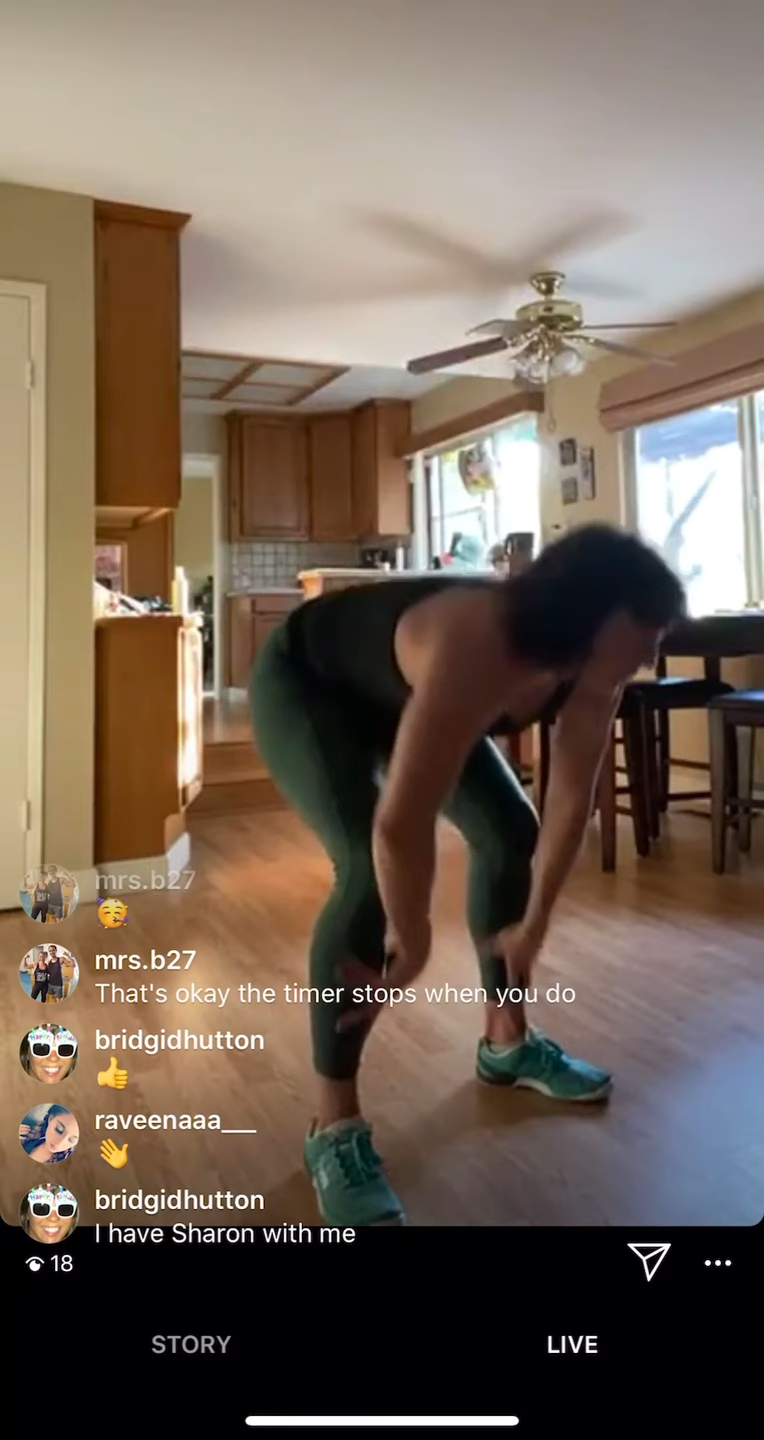 mrs.b27
🥳
mrs.b27
That's okay the timer stops when you do
bridgidhutton
👍
raveenaaa___
👋
bridgidhutton
I have Sharon with me
18
STORY
LIVE